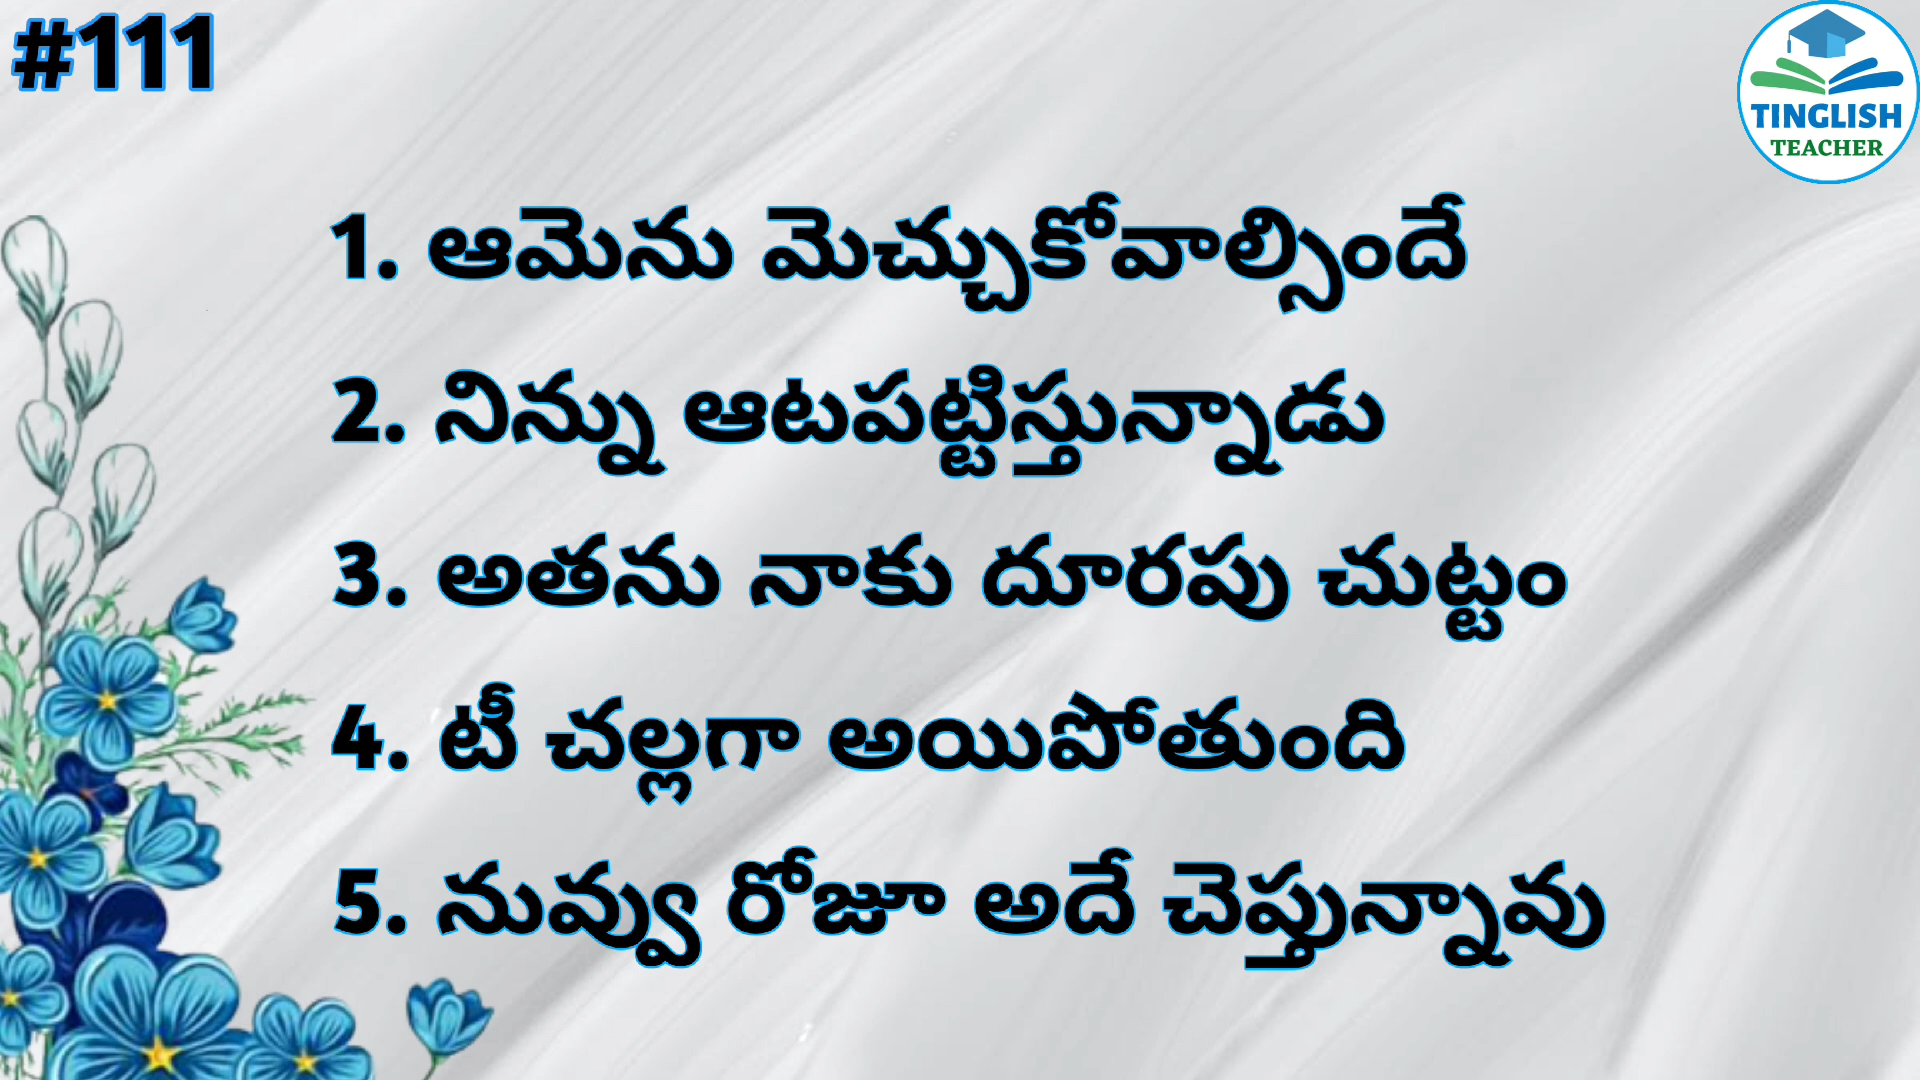 #111
TINGLISH
TEACHER
1. ఆమెను మెచ్చుకోవాల్సిందే
2. నిన్ను ఆటపట్టిస్తున్నాడు
3. అతను నాకు దూరపు చుట్టం
4. టీ చల్లగా అయిపోతుంది
5. నువ్వు రోజూ అదే చెప్తున్నావు